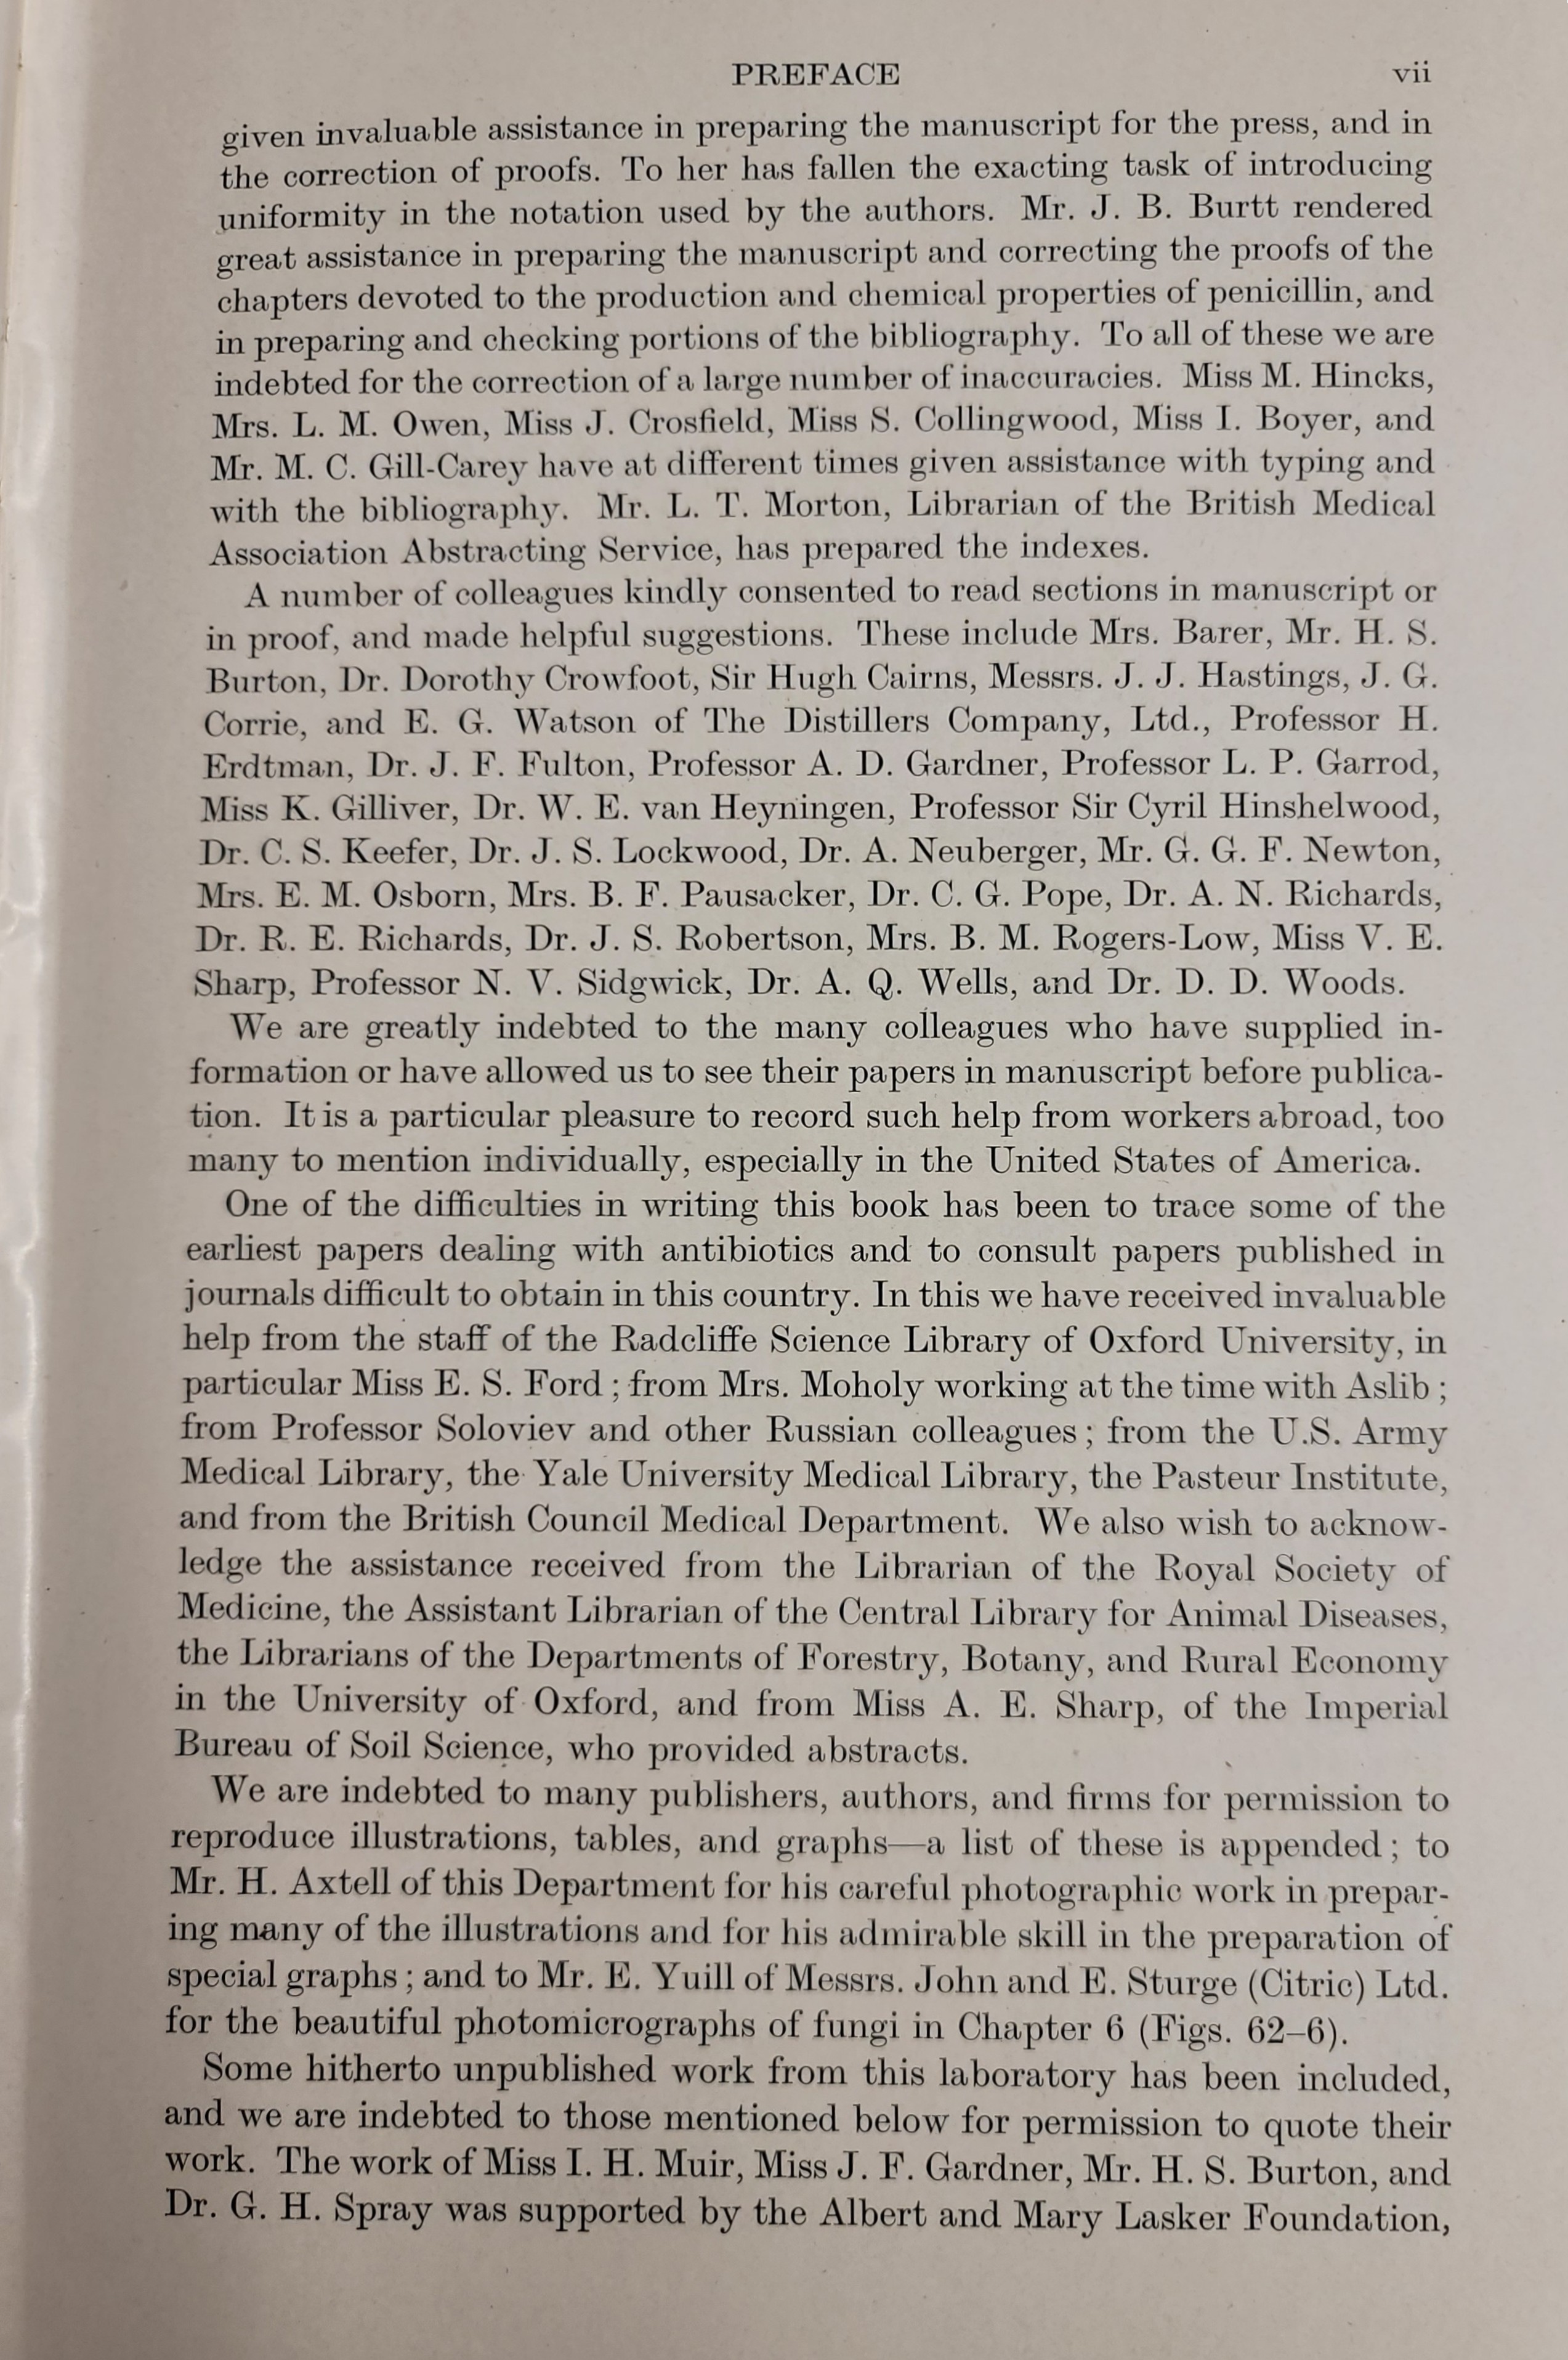 PREFACE vii
given invaluable assistance in preparing the manuscript for the press, and in
the correction of proofs. To her has fallen the exacting task of introducing
uniformity in the notation used by the authors. Mr. J. B. Burtt rendered
great assistance in preparing the manuscript and correcting the proofs of the
chapters devoted to the production and chemical properties of penicillin, and
in preparing and checking portions of the bibliography. To all of these we are
indebted for the correction of a large number of inaccuracies. Miss M. Hincks,
Mrs. L. M. Owen, Miss J. Crosfield, Miss S. Collingwood, Miss I. Boyer, and
Mr. M. C. Gill-Carey have at different times given assistance with typing and
with the bibliography. Mr. L. T. Morton, Librarian of the British Medical
Association Abstracting Service, has prepared the indexes.
A number of colleagues kindly consented to read sections in manuscript or
in proof, and made helpful suggestions. These include Mrs. Barer, Mr. H. S.
Burton, Dr. Dorothy Crowfoot, Sir Hugh Cairns, Messrs. J. J. Hastings, J. G.
Corrie, and E. G. Watson of The Distillers Company, Ltd., Professor H.
Erdtman, Dr. J. F. Fulton, Professor A. D. Gardner, Professor L. P. Garrod,
Miss K. Gilliver, Dr. W. E. van Heyningen, Professor Sir Cyril Hinshelwood,
Dr. C. S. Keefer, Dr. J. S. Lockwood, Dr. A. Neuberger, Mr. G. G. F. Newton,
Mrs. E. M. Osborn, Mrs. B. F. Pausacker, Dr. C. G. Pope, Dr. A. N. Richards,
Dr. R. E. Richards, Dr. J. S. Robertson, Mrs. B. M. Rogers-Low, Miss V. E.
Sharp, Professor N. V. Sidgwick, Dr. A. Q. Wells, and Dr. D. D. Woods.
We are greatly indebted to the many colleagues who have supplied in-
formation or have allowed us to see their papers in manuscript before publica-
tion. It is a particular pleasure to record such help from workers abroad, too
many to mention individually, especially in the United States of America.
One of the difficulties in writing this book has been to trace some of the
earliest papers dealing with antibiotics and to consult papers published in
journals difficult to obtain in this country. In this we have received invaluable
help from the staff of the Radcliffe Science Library of Oxford University, in
particular Miss E. S. Ford; from Mrs. Moholy working at the time with Aslib;
from Professor Soloviev and other Russian colleagues; from the U.S. Army
Medical Library, the Yale University Medical Library, the Pasteur Institute,
and from the British Council Medical Department. We also wish to acknow-
ledge the assistance received from the Librarian of the Royal Society of
Medicine, the Assistant Librarian of the Central Library for Animal Diseases,
the Librarians of the Departments of Forestry, Botany, and Rural Economy
in the University of Oxford, and from Miss A. E. Sharp, of the Imperial
Bureau of Soil Science, who provided abstracts.
We are indebted to many publishers, authors, and firms for permission to
reproduce illustrations, tables, and graphs—a list of these is appended; to
Mr. H. Axtell of this Department for his careful photographic work in prepar-
ing many of the illustrations and for his admirable skill in the preparation of
special graphs; and to Mr. E. Yuill of Messrs. John and E. Sturge (Citric) Ltd.
for the beautiful photomicrographs of fungi in Chapter 6 (Figs. 62–6).
Some hitherto unpublished work from this laboratory has been included,
and we are indebted to those mentioned below for permission to quote their
work. The work of Miss I. H. Muir, Miss J. F. Gardner, Mr. H. S. Burton, and
Dr. G. H. Spray was supported by the Albert and Mary Lasker Foundation,